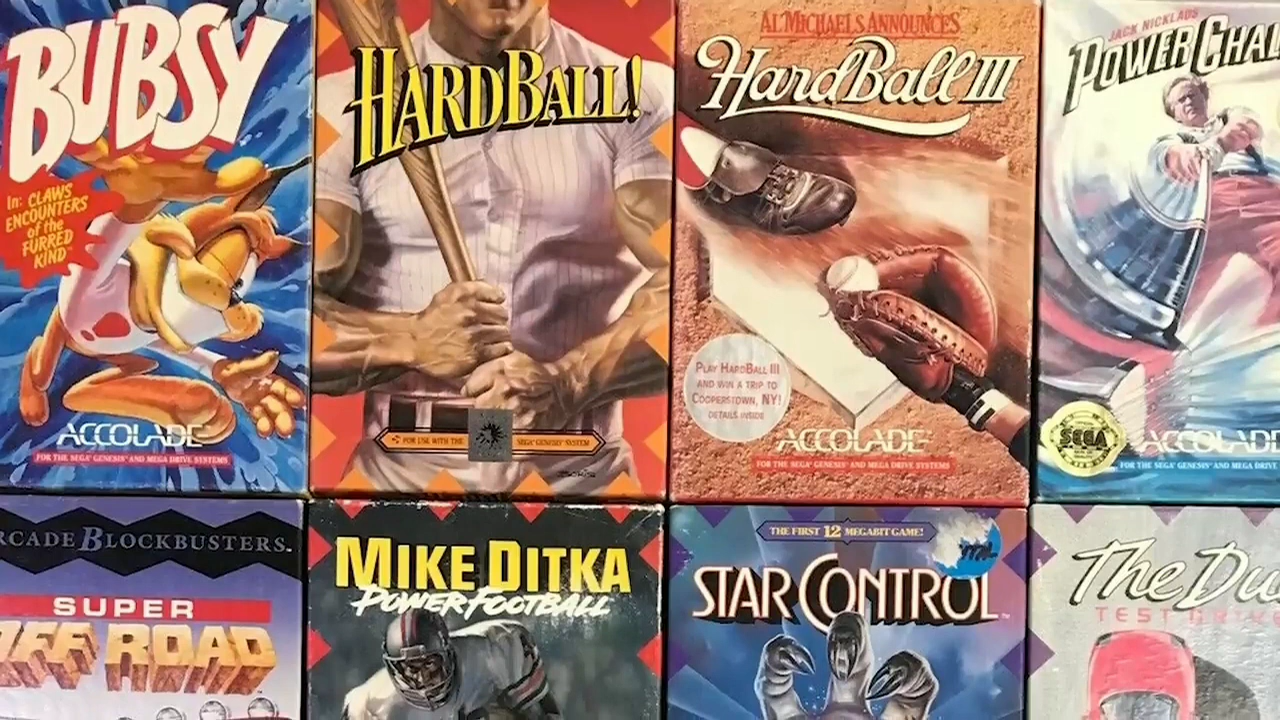 BUBSY
In: CLAWS
ENCOUNTERS
of the
FURRED
KIND
ACCOLADE
FOR THE SEGA GENESIS AND MEGA DRIVE SYSTEMS
HARDBALL!
FOR USE WITH THE SEGA GENESIS SYSTEM
AL MICHAELS ANNOUNCES
HardBall III
PLAY HARDBALL III
AND WIN A TRIP TO
COOPERSTOWN, NY!
DETAILS INSIDE
ACCOLADE
FOR THE SEGA GENESIS AND MEGA DRIVE SYSTEMS
JACK NICKLAUS
POWER CHAL
SEGA
ACCOLAD
FOR THE SEGA GENESIS AND MEGA DRIVE
RCADE BLOCKBUSTERS
SUPER
OFF ROAD
MIKE DITKA
POWER FOOTBALL
THE FIRST 12 MEGABIT GAME!
STAR CONTROL
The Du
TEST DRIVE